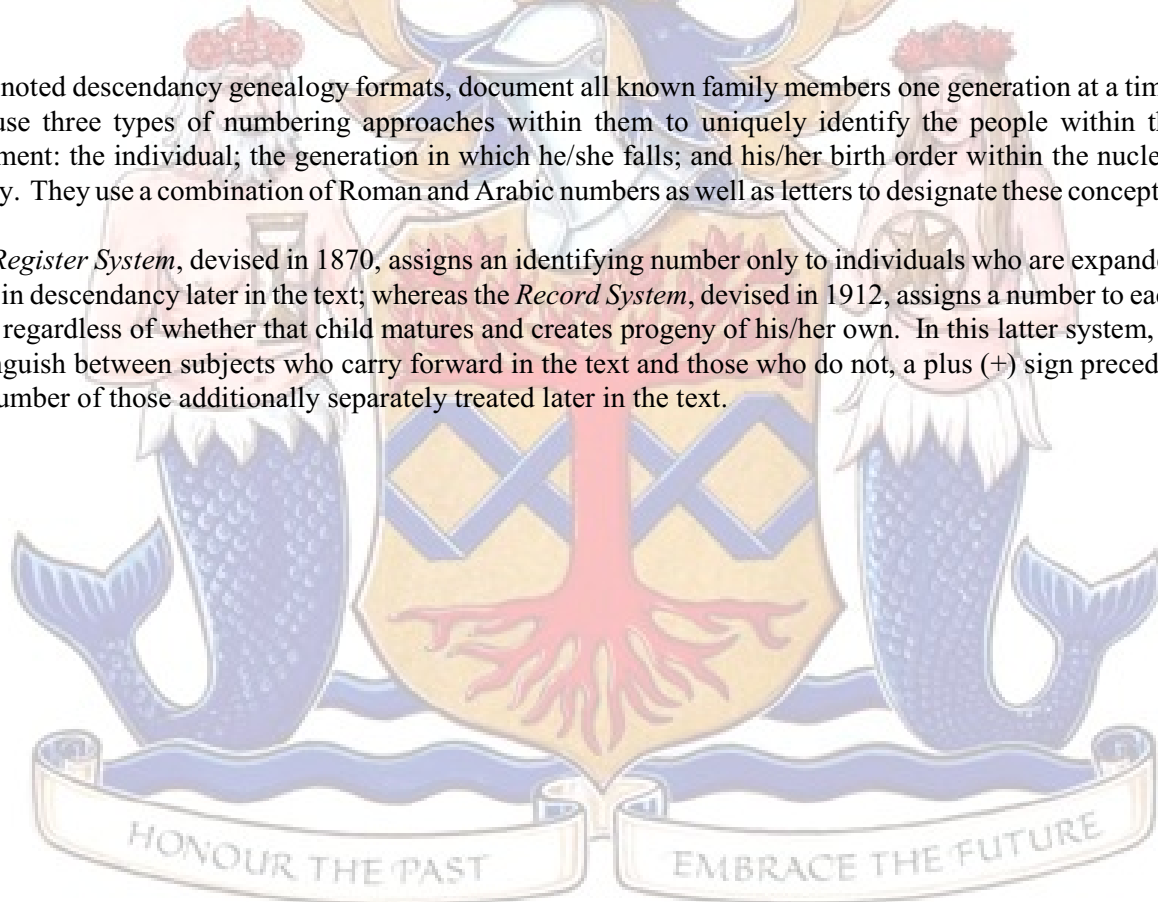 noted descendancy genealogy formats, document all known family members one generation at a tim
use three types of numbering approaches within them to uniquely identify the people within th
ment: the individual; the generation in which he/she falls; and his/her birth order within the nucle
y. They use a combination of Roman and Arabic numbers as well as letters to designate these concept
Register System, devised in 1870, assigns an identifying number only to individuals who are expande
in descendancy later in the text; whereas the Record System, devised in 1912, assigns a number to eac
regardless of whether that child matures and creates progeny of his/her own. In this latter system,
nguish between subjects who carry forward in the text and those who do not, a plus (+) sign preced
umber of those additionally separately treated later in the text.
HONOUR THE PAST
EMBRACE THE FUTURE